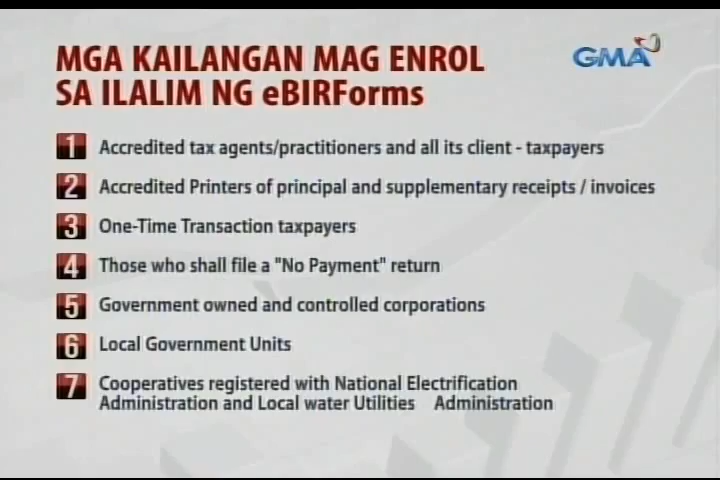 MGA KAILANGAN MAG ENROL
SA ILALIM NG eBIRForms
GMA
1 Accredited tax agents/practitioners and all its client - taxpayers
2 Accredited Printers of principal and supplementary receipts / invoices
3 One-Time Transaction taxpayers
4 Those who shall file a "No Payment" return
5 Government owned and controlled corporations
6 Local Government Units
7 Cooperatives registered with National Electrification
Administration and Local water Utilities Administration